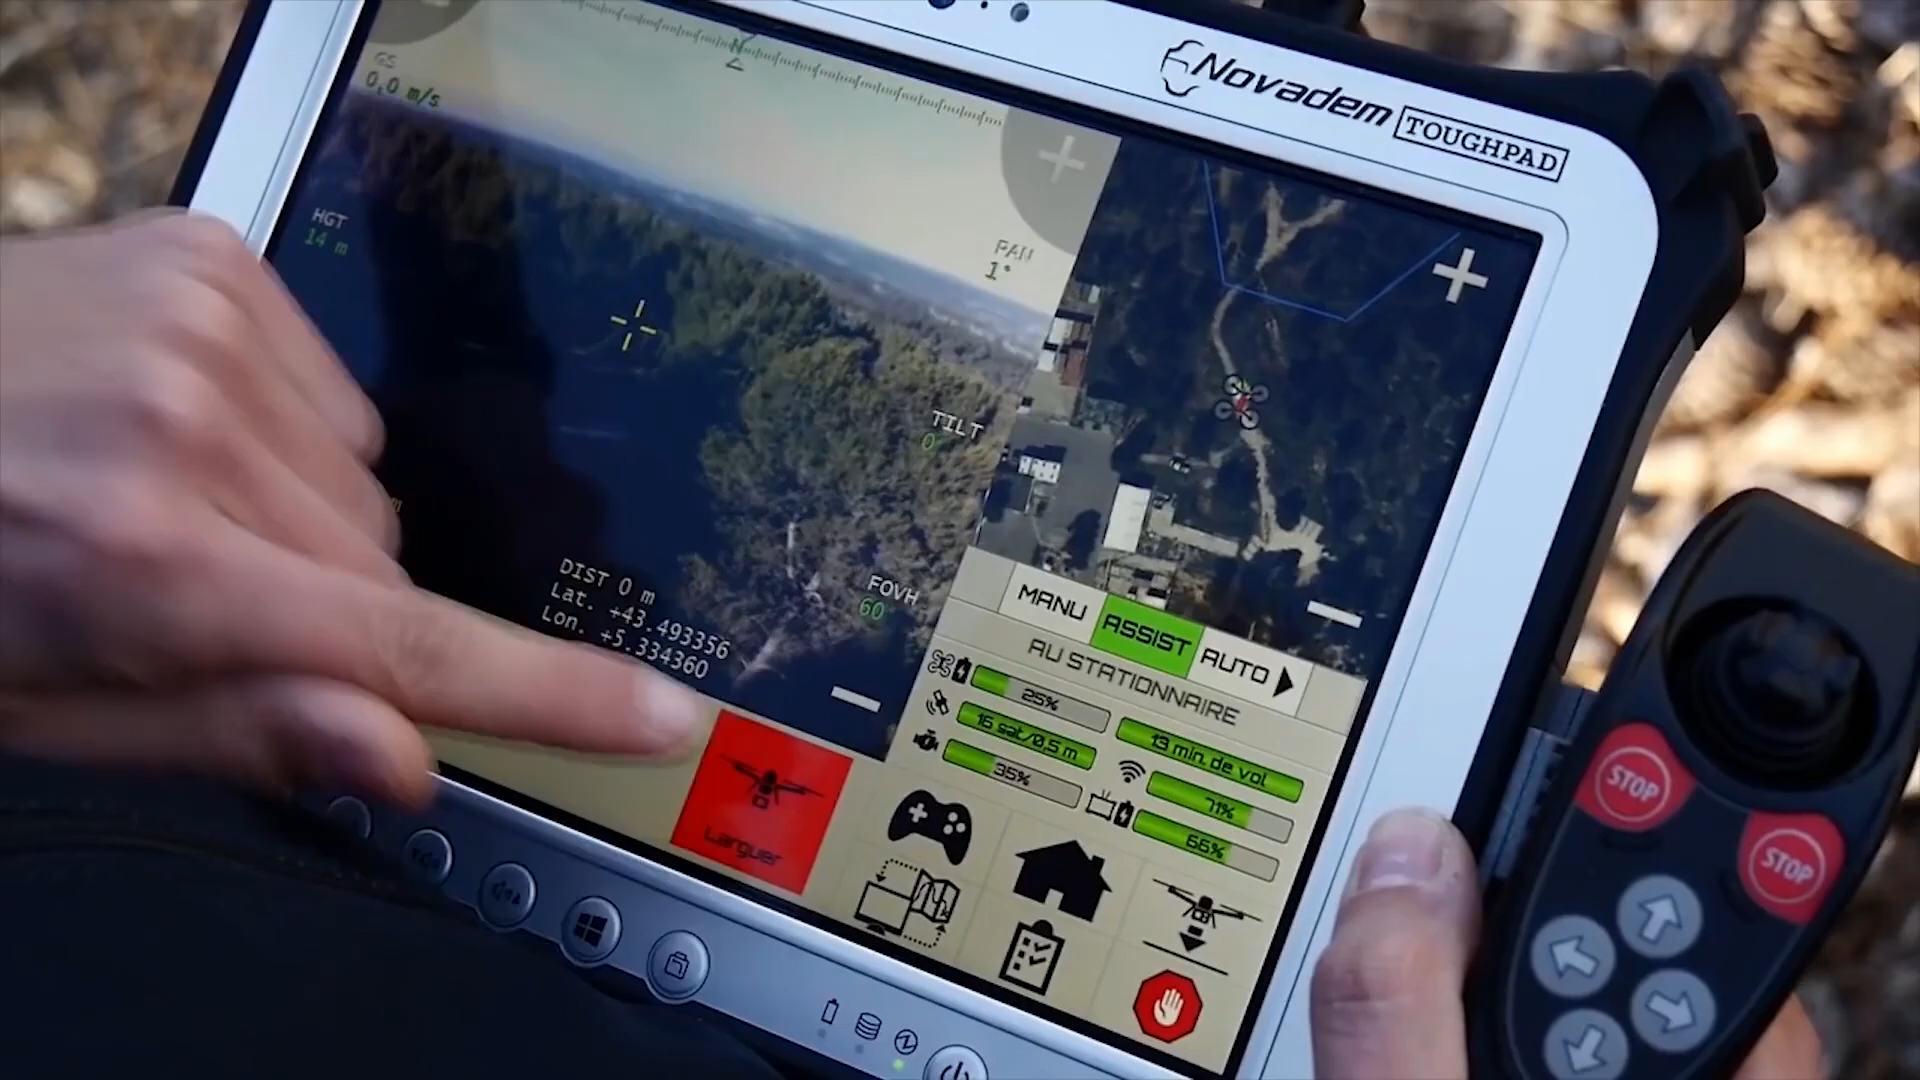 Novadem TOUGHPAD
GS
0.0 m/s
HGT
14 m
PAN
1°
TILT
0°
FOVH
60
DIST 0 m
Lat. +43.493356
Lon. +5.334360
MANU ASSIST AUTO
AU STATIONNAIRE
25%
13 min. de vol
16 sat/0,5 m
71%
35%
66%
Larguer
STOP
STOP